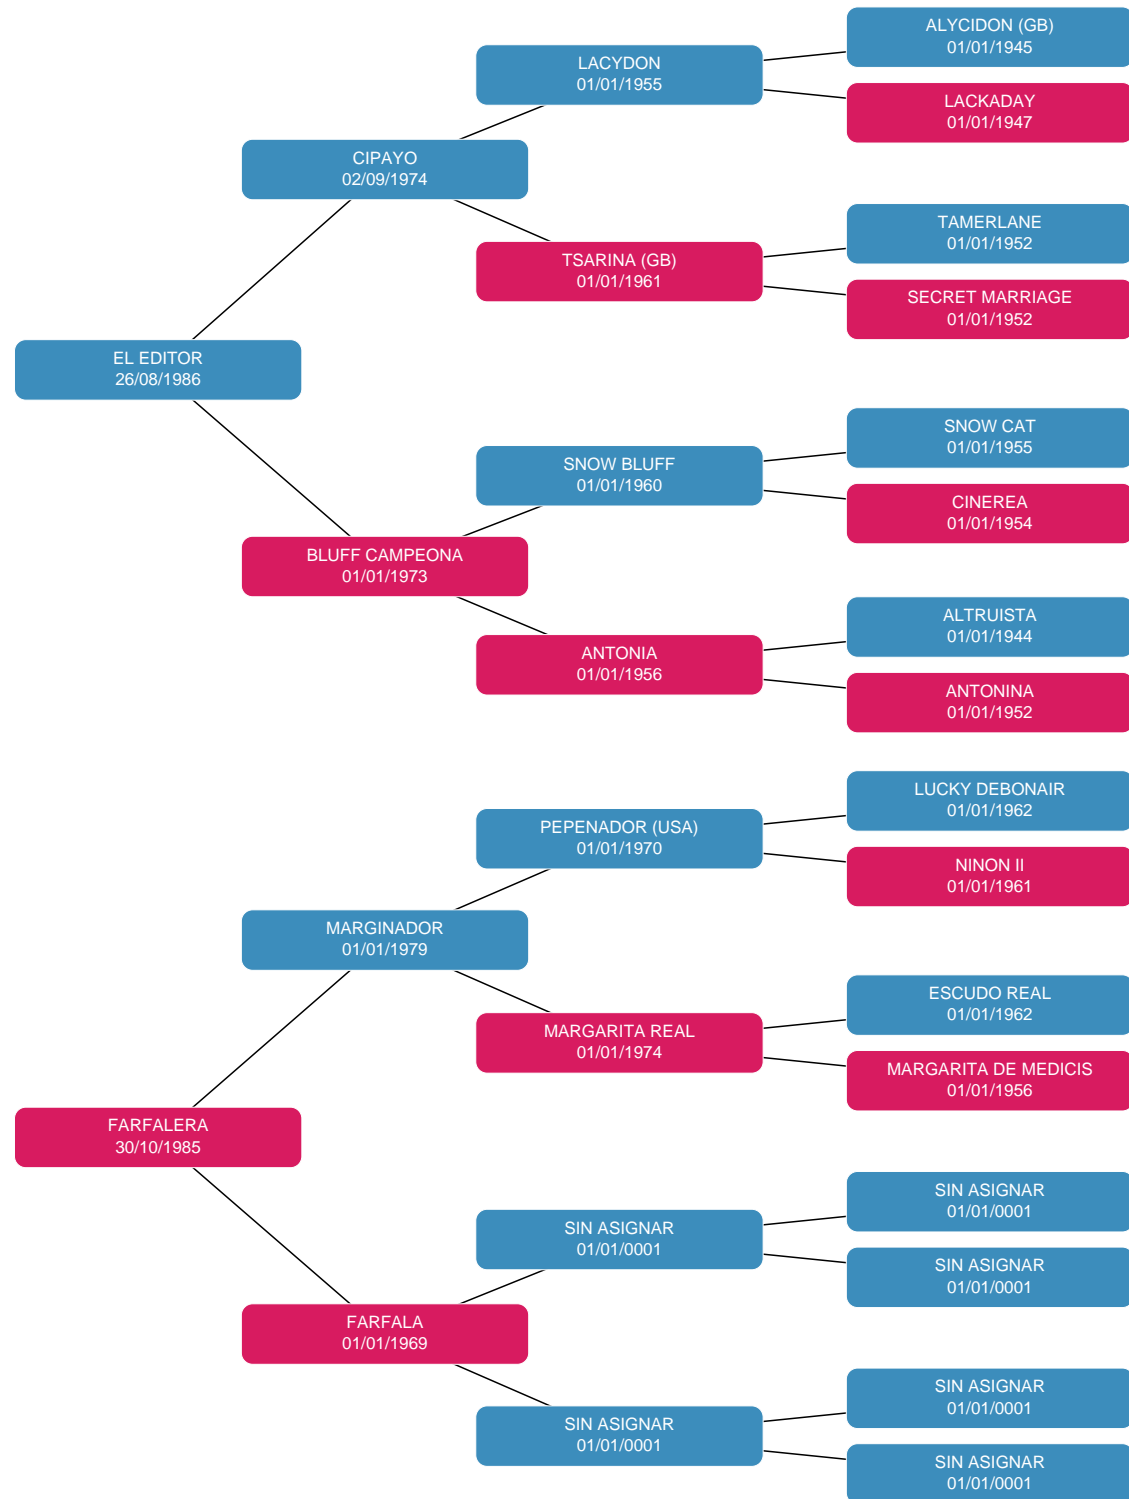 ALYCIDON (GB)
01/01/1945
LACYDON
01/01/1955
LACKADAY
01/01/1947
CIPAYO
02/09/1974
TAMERLANE
01/01/1952
TSARINA (GB)
01/01/1961
SECRET MARRIAGE
01/01/1952
EL EDITOR
26/08/1986
SNOW CAT
01/01/1955
SNOW BLUFF
01/01/1960
CINEREA
01/01/1954
BLUFF CAMPEONA
01/01/1973
ALTRUISTA
01/01/1944
ANTONIA
01/01/1956
ANTONINA
01/01/1952
LUCKY DEBONAIR
01/01/1962
PEPENADOR (USA)
01/01/1970
NINON II
01/01/1961
MARGINADOR
01/01/1979
ESCUDO REAL
01/01/1962
MARGARITA REAL
01/01/1974
MARGARITA DE MEDICIS
01/01/1956
FARFALERA
30/10/1985
SIN ASIGNAR
01/01/0001
SIN ASIGNAR
01/01/0001
SIN ASIGNAR
01/01/0001
FARFALA
01/01/1969
SIN ASIGNAR
01/01/0001
SIN ASIGNAR
01/01/0001
SIN ASIGNAR
01/01/0001